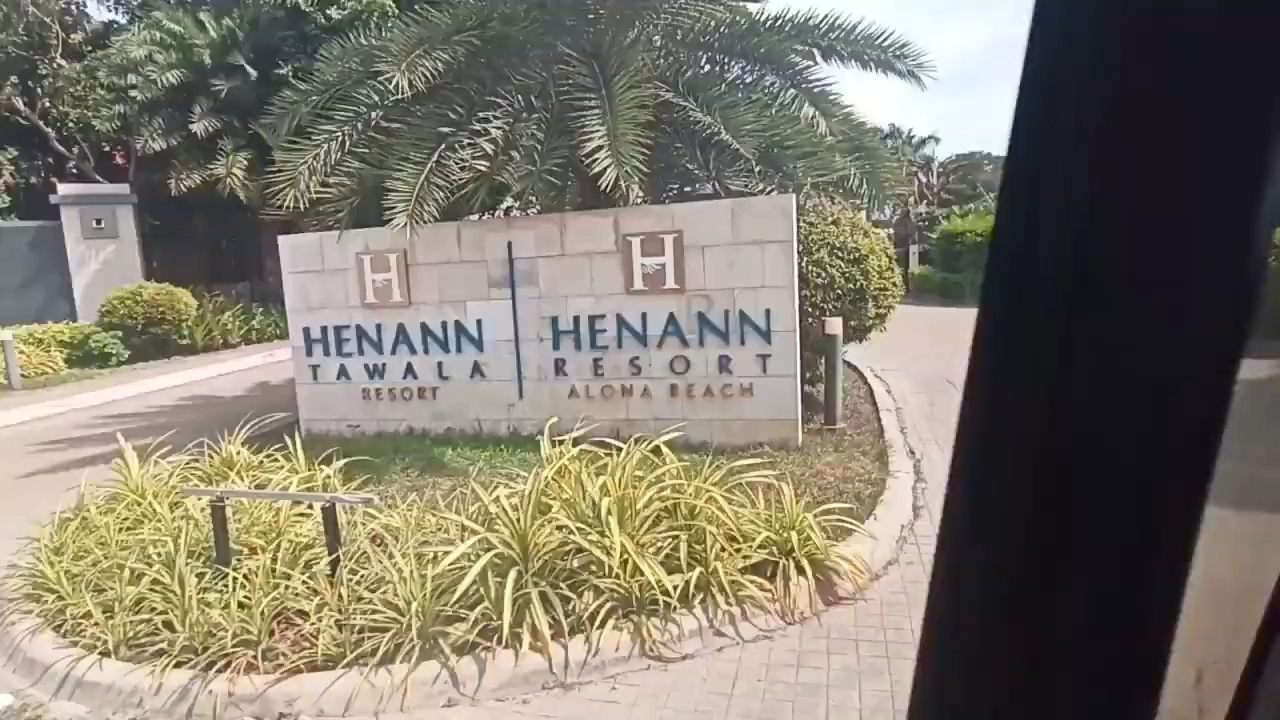 H
HENANN
TAWALA
RESORT
H
HENANN
RESORT
ALONA BEACH